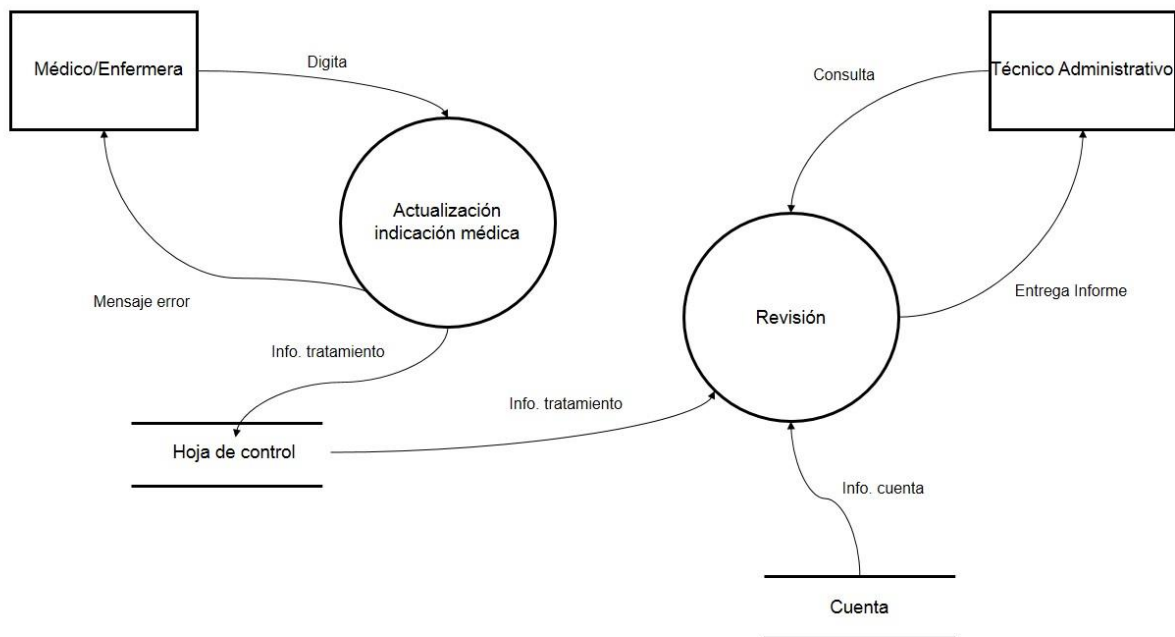 Médico/Enfermera
Digita
Consulta
Técnico Administrativo
Actualización
indicación médica
Mensaje error
Entrega Informe
Revisión
Info. tratamiento
Info. tratamiento
Hoja de control
Info. cuenta
Cuenta